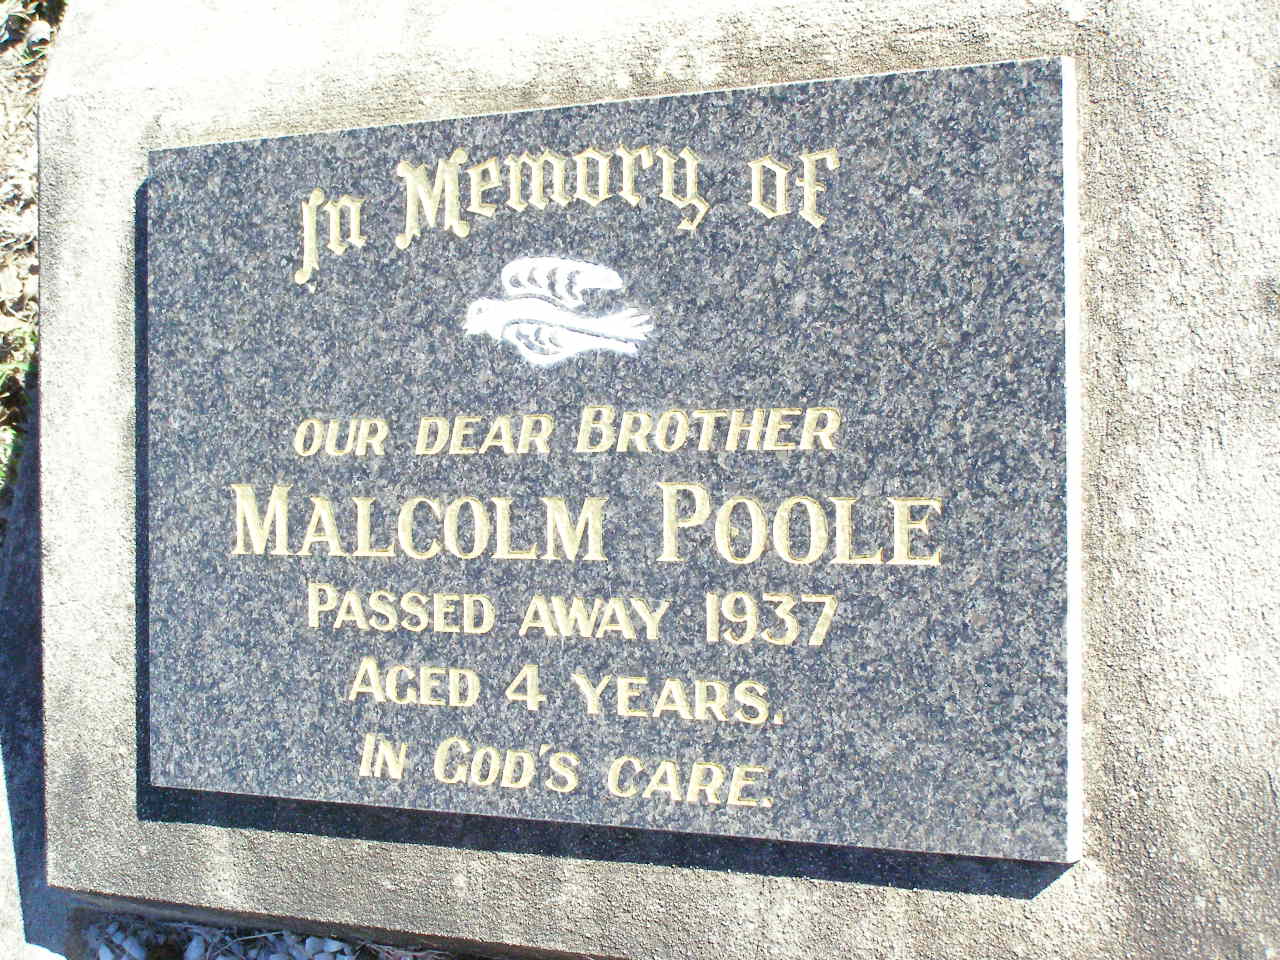 In Memory of
OUR DEAR BROTHER
MALCOLM POOLE
PASSED AWAY 1937
AGED 4 YEARS.
IN GOD'S CARE.